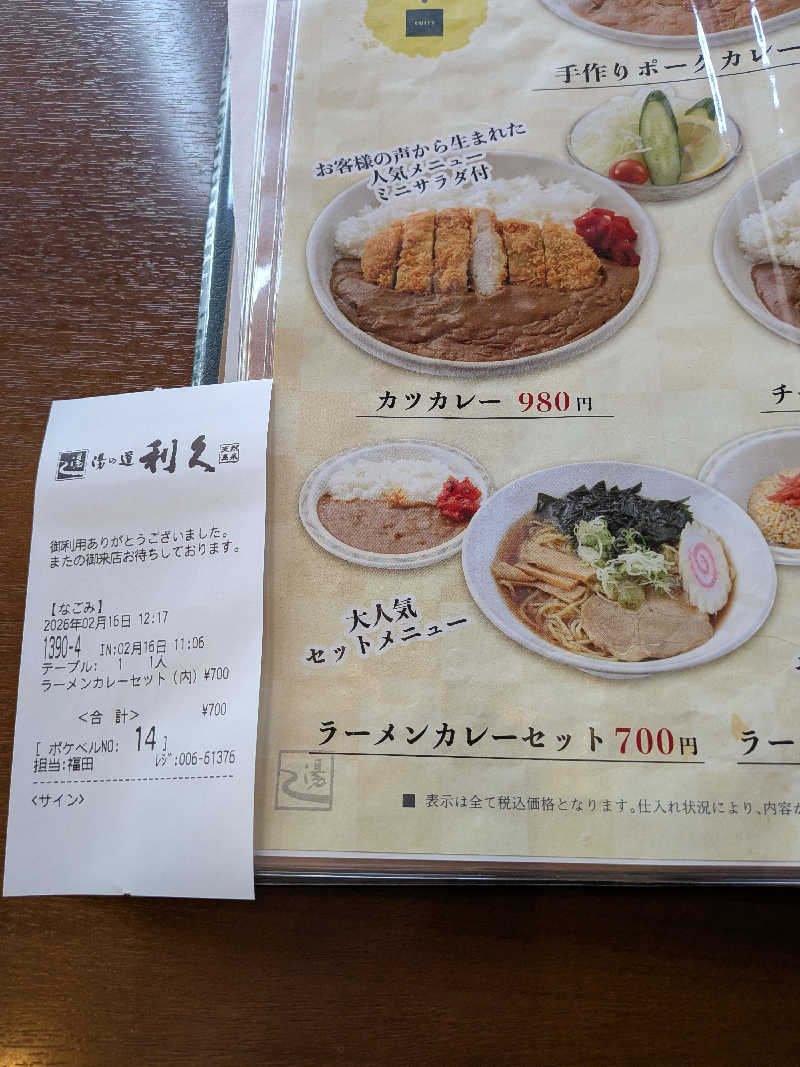 curry
手作りポークカレー
お客様の声から生まれた
人気メニュー
ミニサラダ付
カツカレー 980円
チ
大人気
セットメニュー
ラーメンカレーセット 700円
ラー
湯
■ 表示は全て税込価格となります。仕入れ状況により、内容
湯 湯の道 利久 天然温泉
御利用ありがとうございました。
またの御来店お待ちしております。
【なごみ】
2026年02月16日 12:17
1390-4 IN:02月16日 11:06
テーブル: 1 1人
ラーメンカレーセット (内) ¥700
<合 計> ¥700
[ ポケベルNO: 14 ]
担当:福田 ﾚｼﾞ:006-61376
<サイン>